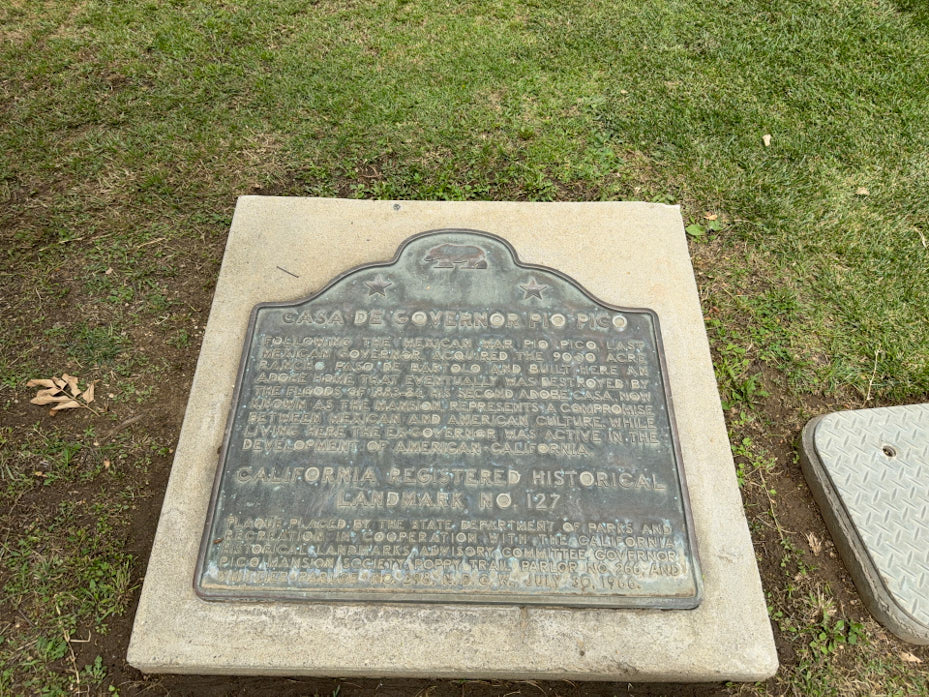 CASA DE GOVERNOR PIO PICO
FOLLOWING THE MEXICAN WAR, PIO PICO, LAST
MEXICAN GOVERNOR, ACQUIRED THE 9000 ACRE
RANCHO PASO DE BARTOLO AND BUILT HERE AN
ADOBE HOME THAT EVENTUALLY WAS DESTROYED BY
THE FLOODS OF 1883-84. HIS SECOND ADOBE CASA, NOW
KNOWN AS THE MANSION, REPRESENTS A COMPROMISE
BETWEEN MEXICAN AND AMERICAN CULTURE. WHILE
LIVING HERE THE EX-GOVERNOR WAS ACTIVE IN THE
DEVELOPMENT OF AMERICAN CALIFORNIA.
CALIFORNIA REGISTERED HISTORICAL
LANDMARK NO. 127
PLAQUE PLACED BY THE STATE DEPARTMENT OF PARKS AND
RECREATION IN COOPERATION WITH THE CALIFORNIA
HISTORICAL LANDMARKS ADVISORY COMMITTEE, GOVERNOR
PICO MANSION SOCIETY, POPPY TRAIL PARLOR NO. 266, AND
PARLOR NO. N.D.G.W., JULY 30, 1966.